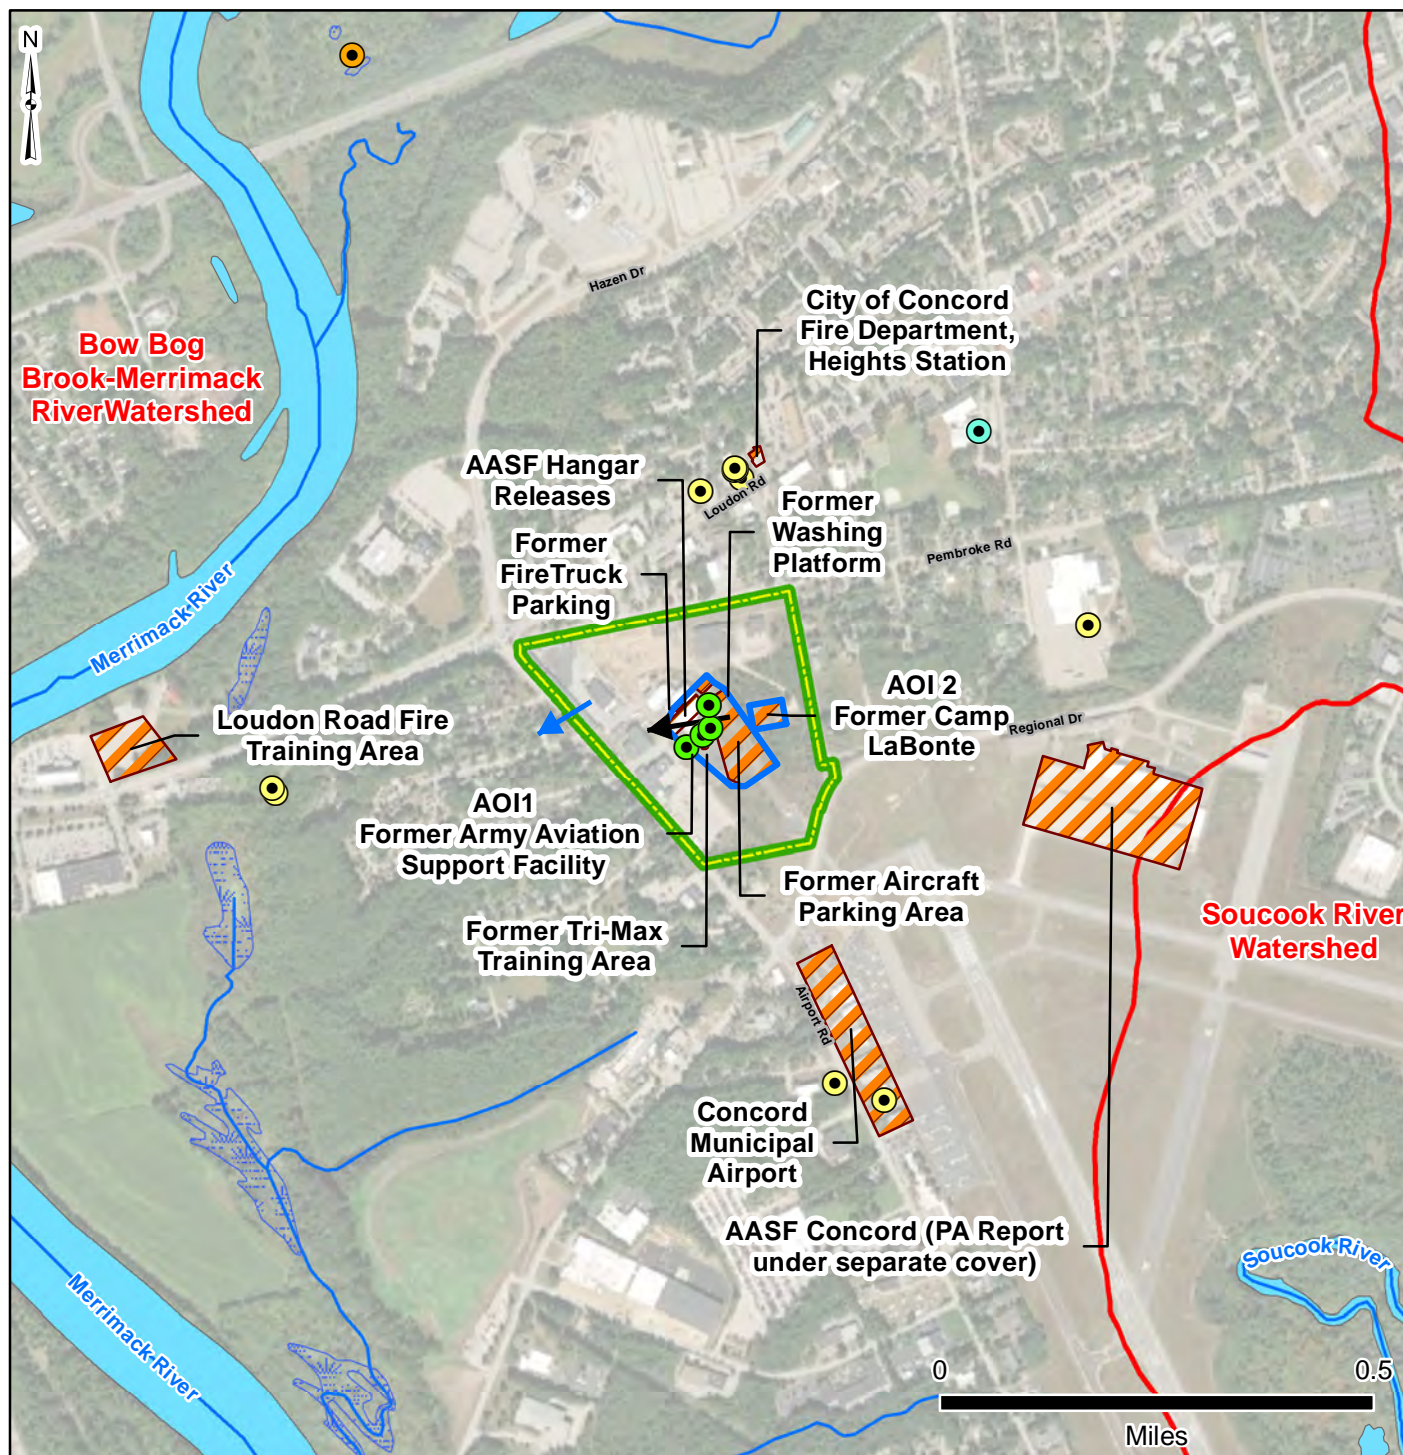 N
Hazen Dr
City of Concord
Fire Department,
Heights Station
Bow Bog
Brook-Merrimack
RiverWatershed
AASF Hangar
Releases
Loudon Rd
Former
Washing
Platform
Former
FireTruck
Parking
Pembroke Rd
Merrimack River
AOI 2
Former Camp
LaBonte
Regional Dr
Loudon Road Fire
Training Area
AOI1
Former Army Aviation
Support Facility
Former Aircraft
Parking Area
Former Tri-Max
Training Area
Soucook River
Watershed
Airport Rd
Concord
Municipal
Airport
AASF Concord (PA Report
under separate cover)
Soucook River
Merrimack River
0 0.5
Miles